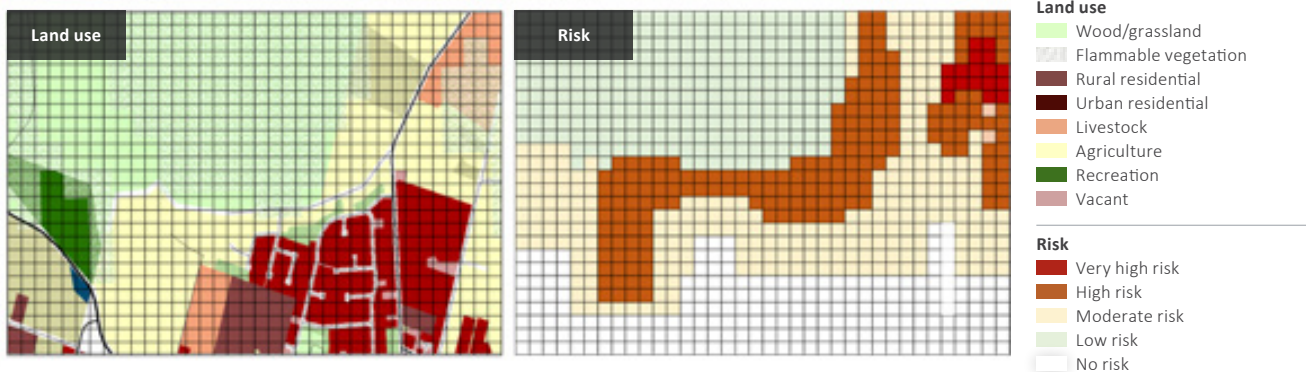 Land use
Risk
Land use
Wood/grassland
Flammable vegetation
Rural residential
Urban residential
Livestock
Agriculture
Recreation
Vacant
Risk
Very high risk
High risk
Moderate risk
Low risk
No risk